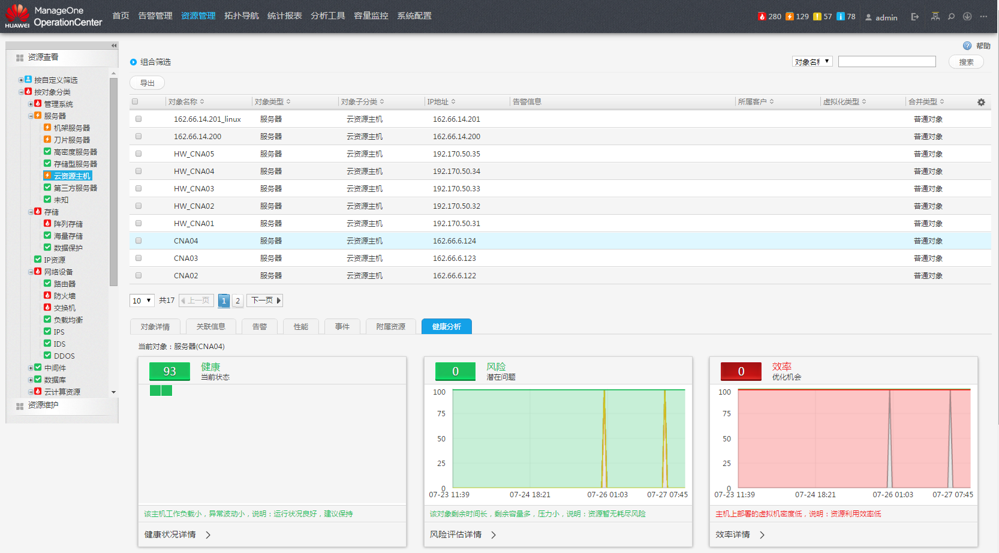 HUAWEI
ManageOne
OperationCenter
首页 告警管理 资源管理 拓扑导航 统计报表 分析工具 容量监控 系统配置
280 129 57 78 admin
帮助
资源查看
按自定义筛选
按对象分类
管理系统
服务器
机架服务器
刀片服务器
高密度服务器
存储型服务器
云资源主机
第三方服务器
未知
存储
阵列存储
海量存储
数据保护
IP资源
网络设备
路由器
防火墙
交换机
负载均衡
IPS
IDS
DDOS
中间件
数据库
云计算资源
资源维护
组合筛选
对象名称 搜索
导出
对象名称 对象类型 对象子分类 IP地址 告警信息 所属客户 虚拟化类型 合并类型
162.66.14.201_linux 服务器 云资源主机 162.66.14.201 普通对象
162.66.14.200 服务器 云资源主机 162.66.14.200 普通对象
HW_CNA05 服务器 云资源主机 192.170.50.35 普通对象
HW_CNA04 服务器 云资源主机 192.170.50.34 普通对象
HW_CNA03 服务器 云资源主机 192.170.50.33 普通对象
HW_CNA02 服务器 云资源主机 192.170.50.32 普通对象
HW_CNA01 服务器 云资源主机 192.170.50.31 普通对象
CNA04 服务器 云资源主机 162.66.6.124 普通对象
CNA03 服务器 云资源主机 162.66.6.123 普通对象
CNA02 服务器 云资源主机 162.66.6.122 普通对象
10 共17 上一页 1 2 下一页
对象详情 关联信息 告警 性能 事件 附属资源 健康分析
当前对象：服务器(CNA04)
93 健康
当前状态
该主机工作负载小，异常波动小，说明：运行状况良好，建议保持
健康状况详情
0 风险
潜在问题
100
75
50
25
0
07-23 11:39 07-24 18:21 07-26 01:03 07-27 07:45
该对象剩余时间长，剩余容量多，压力小，说明：资源暂无耗尽风险
风险评估详情
0 效率
优化机会
100
75
50
25
0
07-23 11:39 07-24 18:21 07-26 01:03 07-27 07:45
主机上部署的虚拟机密度低，说明：资源利用效率低
效率详情